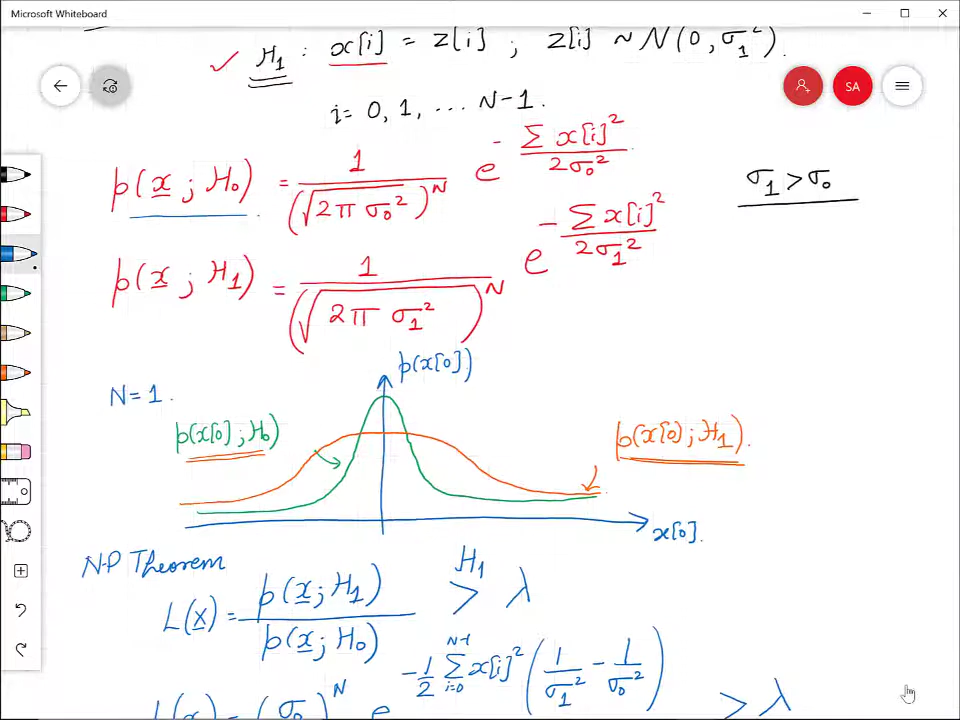 Microsoft Whiteboard
H₁ : x[i] = z[i] ; z[i] ~ N(0, σ₁²).
SA
i = 0, 1, ... N-1.
p(x ; H₀) = 1 / (√(2π σ₀²))^N e^(- Σ x[i]² / 2σ₀²)
σ₁ > σ₀
p(x ; H₁) = 1 / (√(2π σ₁²))^N e^(- Σ x[i]² / 2σ₁²)
p(x[0])
N = 1.
p(x[0] ; H₀)
p(x[0] ; H₁).
x[0].
N-P Theorem
L(x) = p(x ; H₁) / p(x ; H₀) > λ
H₁
L(x) = (σ₀ )^N e^(-1/2 Σ_{i=0}^{N-1} x[i]² (1/σ₁² - 1/σ₀²)) > λ